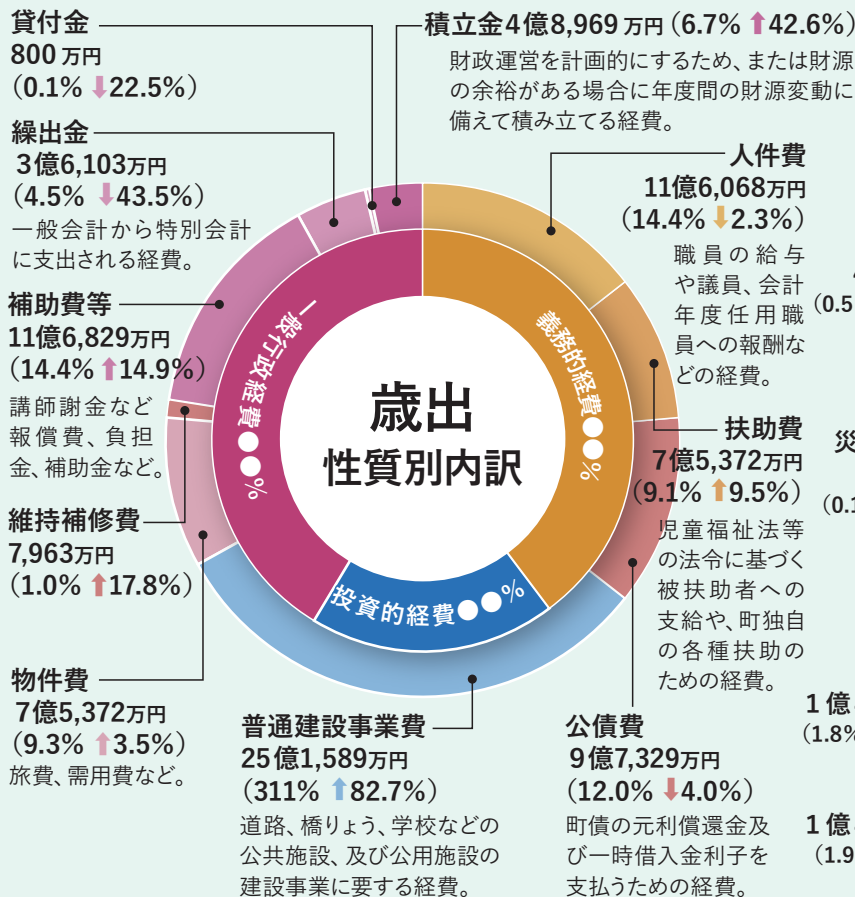 貸付金
800万円
(0.1% ⬇22.5%)
積立金4億8,969万円(6.7% ⬆42.6%)
財政運営を計画的にするため、または財源
の余裕がある場合に年度間の財源変動に
備えて積み立てる経費。
繰出金
3億6,103万円
(4.5% ⬇43.5%)
一般会計から特別会計
に支出される経費。
人件費
11億6,068万円
(14.4% ⬇2.3%)
職員の給与
や議員、会計
年度任用職
員への報酬な
どの経費。
(0.5
補助費等
11億6,829万円
(14.4% ⬆14.9%)
講師謝金など
報償費、負担
金、補助金など。
一般行政経費●●%
義務的経費●●%
歳出
性質別内訳
投資的経費●●%
扶助費
7億5,372万円
(9.1% ⬆9.5%)
児童福祉法等
の法令に基づく
被扶助者への
支給や、町独自
の各種扶助の
ための経費。
災
(0.1
維持補修費
7,963万円
(1.0% ⬆17.8%)
物件費
7億5,372万円
(9.3% ⬆3.5%)
旅費、需用費など。
普通建設事業費
25億1,589万円
(311% ⬆82.7%)
道路、橋りょう、学校などの
公共施設、及び公用施設の
建設事業に要する経費。
公債費
9億7,329万円
(12.0% ⬇4.0%)
町債の元利償還金及
び一時借入金利子を
支払うための経費。
1億
(1.8%
1億
(1.9